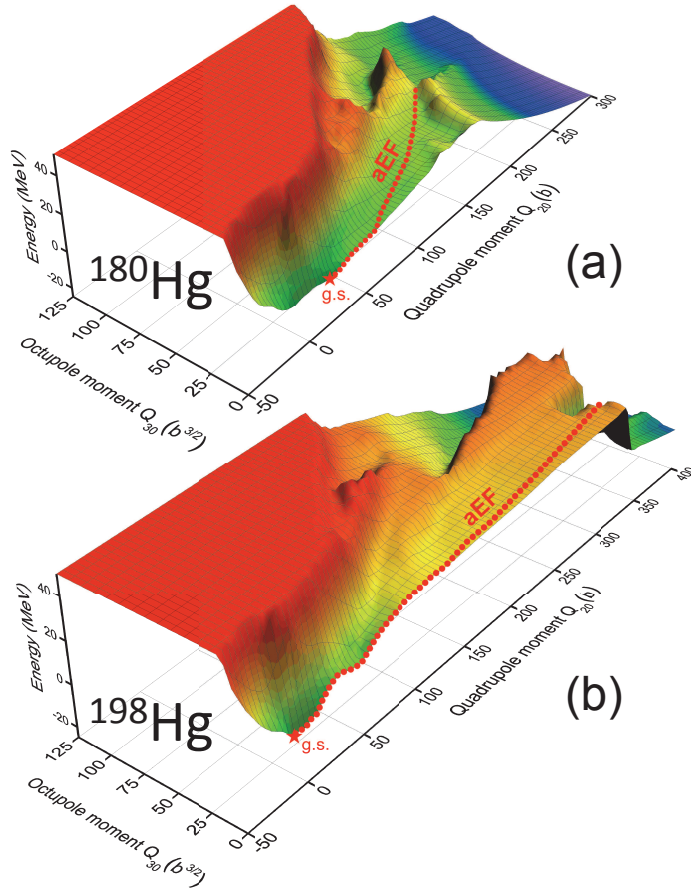 300
250
200
150
100
50
0
-50
Quadrupole moment Q20(b)
aEF
40
20
0
-20
Energy (MeV)
180Hg
g.s.
(a)
125
100
75
50
25
0
Octupole moment Q30 (b3/2)
400
350
300
250
200
150
100
50
0
-50
Quadrupole moment Q20(b)
aEF
40
20
0
-20
Energy (MeV)
198Hg
g.s.
(b)
125
100
75
50
25
0
Octupole moment Q30 (b3/2)